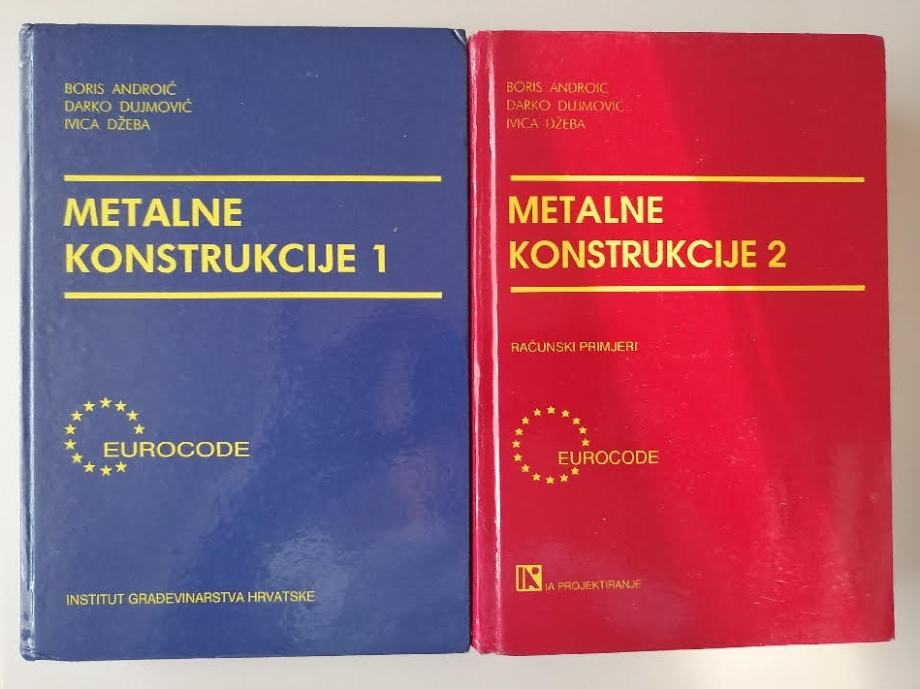 BORIS ANDROIĆ
DARKO DUJMOVIĆ
IVICA DŽEBA
METALNE
KONSTRUKCIJE 1
EUROCODE
INSTITUT GRAĐEVINARSTVA HRVATSKE
BORIS ANDROIĆ
DARKO DUJMOVIĆ
IVICA DŽEBA
METALNE
KONSTRUKCIJE 2
RAČUNSKI PRIMJERI
EUROCODE
IA PROJEKTIRANJE